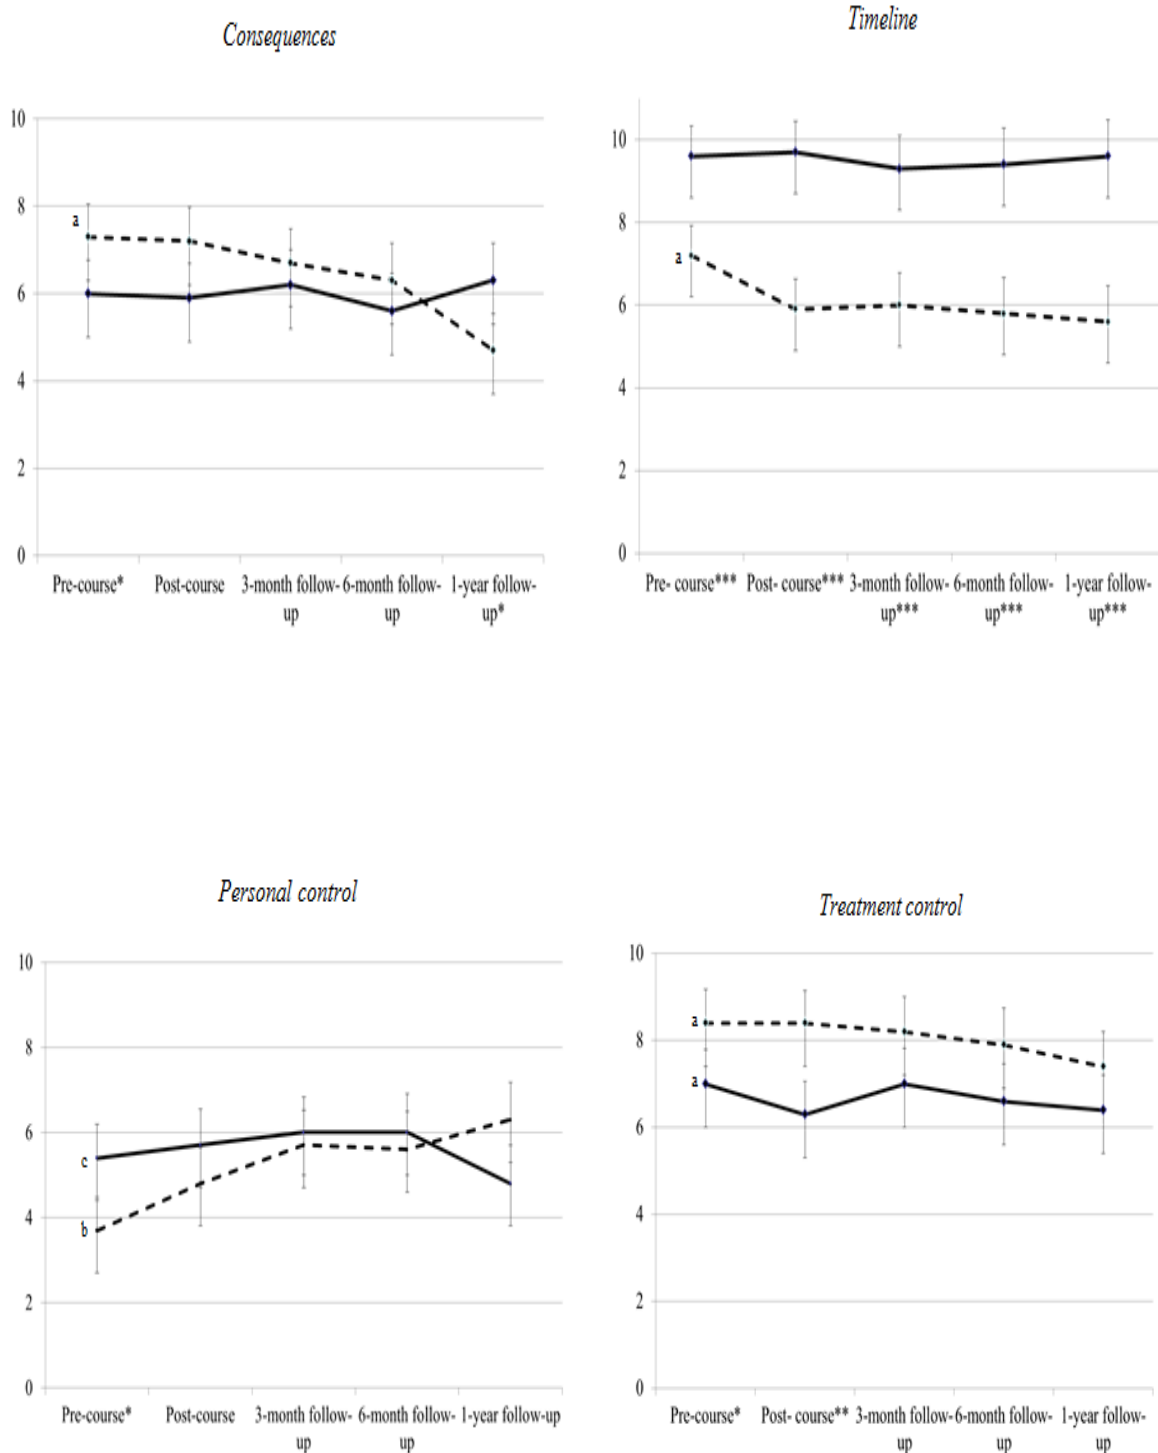 Consequences
10
8
6
4
2
0
a
Pre-course*
Post-course
3-month follow-
up
6-month follow-
up
1-year follow-
up*
Timeline
10
8
6
4
2
0
a
Pre- course***
Post- course***
3-month follow-
up***
6-month follow-
up***
1-year follow-
up***
Personal control
10
8
6
4
2
0
c
b
Pre-course*
Post-course
3-month follow-
up
6-month follow-
up
1-year follow-up
Treatment control
10
8
6
4
2
0
a
a
Pre-course*
Post- course**
3-month follow-
up
6-month follow-
up
1-year follow-
up